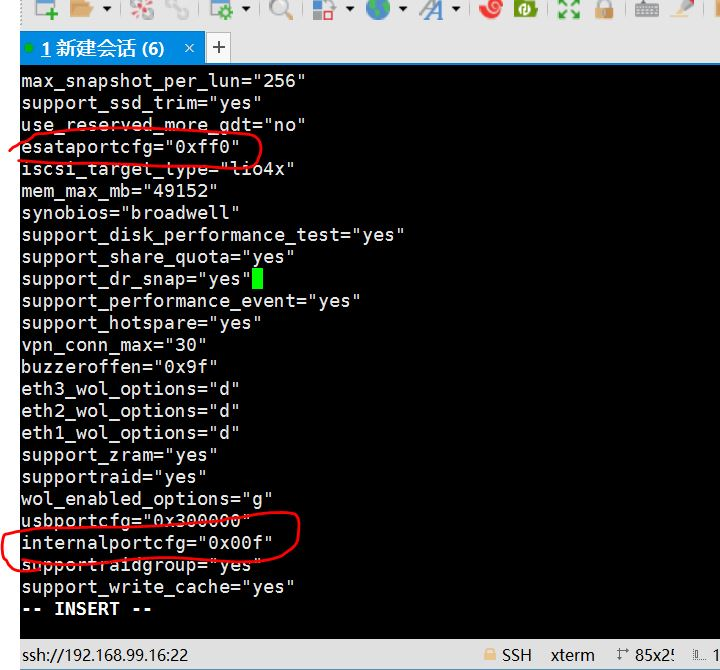 1 新建会话 (6) × +
max_snapshot_per_lun="256"
support_ssd_trim="yes"
use_reserved_more_gdt="no"
esataportcfg="0xff0"
iscsi_target_type="lio4x"
mem_max_mb="49152"
synobios="broadwell"
support_disk_performance_test="yes"
support_share_quota="yes"
support_dr_snap="yes"
support_performance_event="yes"
support_hotspare="yes"
vpn_conn_max="30"
buzzeroffen="0x9f"
eth3_wol_options="d"
eth2_wol_options="d"
eth1_wol_options="d"
support_zram="yes"
supportraid="yes"
wol_enabled_options="g"
usbportcfg="0x300000"
internalportcfg="0x00f"
supportraidgroup="yes"
support_write_cache="yes"
-- INSERT --
ssh://192.168.99.16:22 SSH xterm